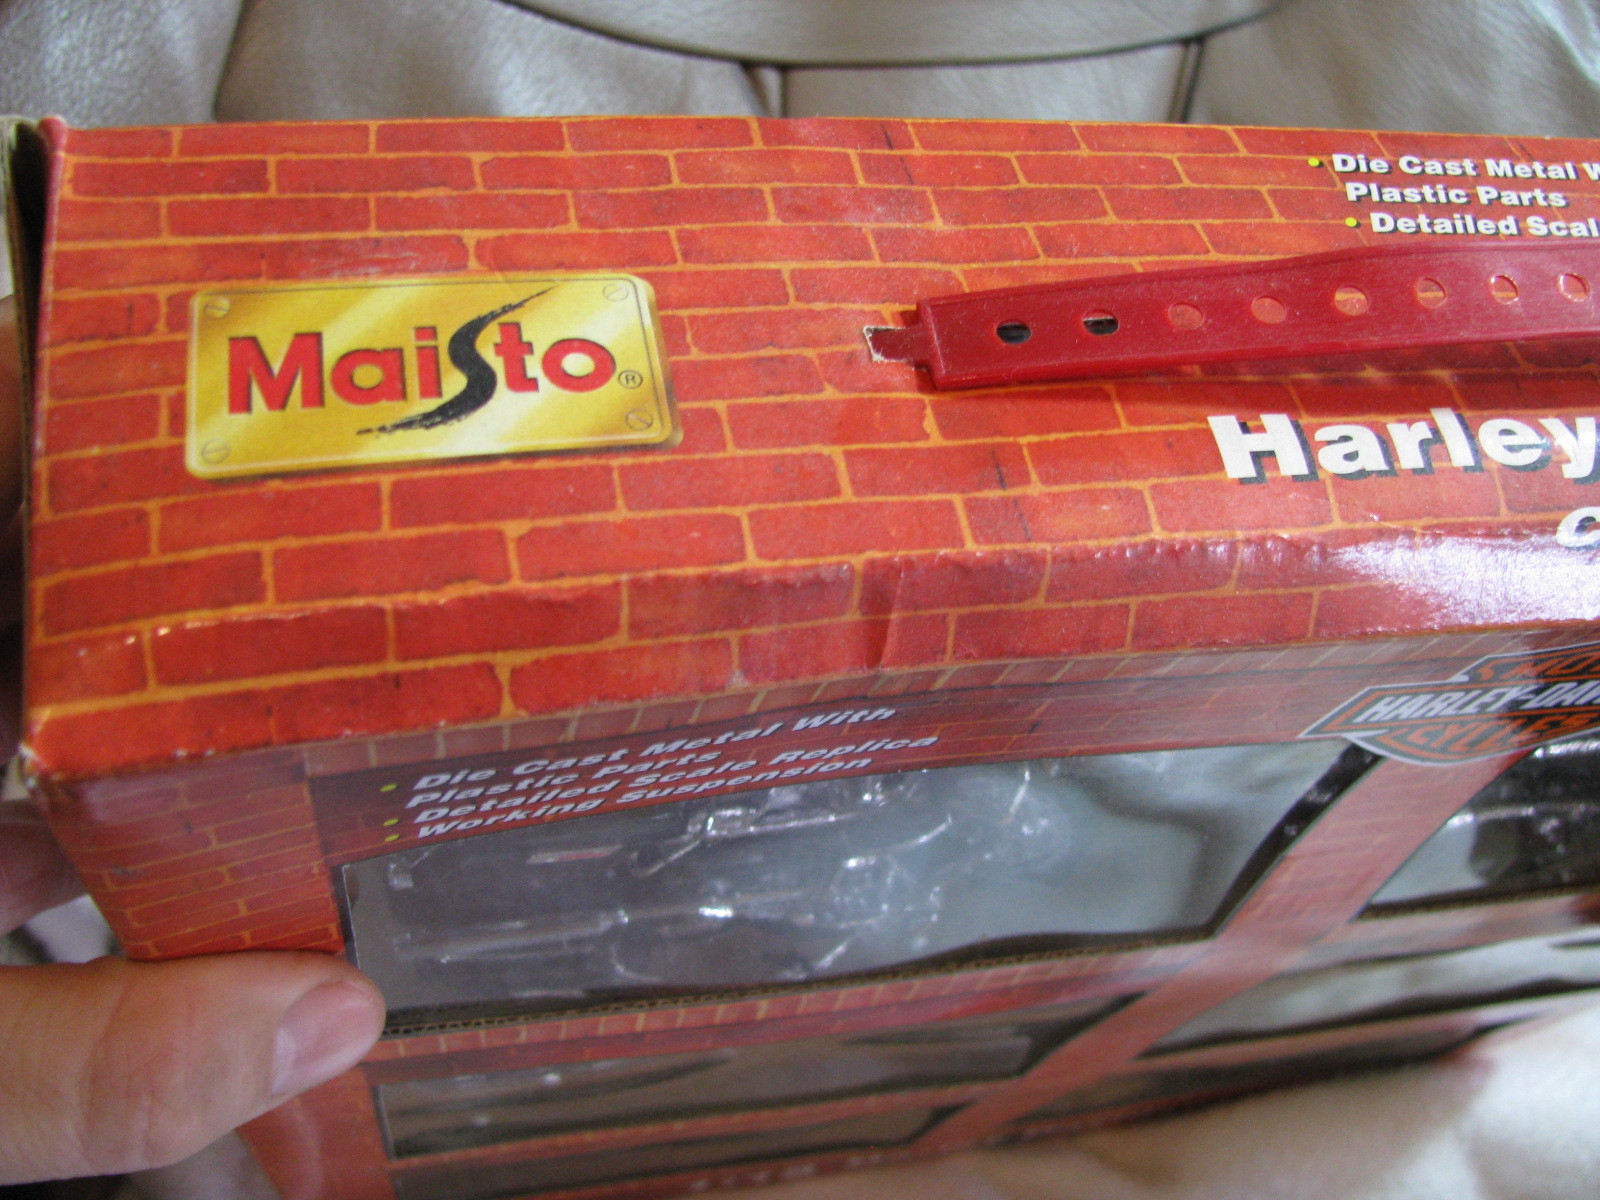 Die Cast Metal
Plastic Parts
Detailed
Maisto®
Harley
Die Cast Metal With
Plastic Parts
Detailed Scale Replica
Working Suspension
HARLEY-